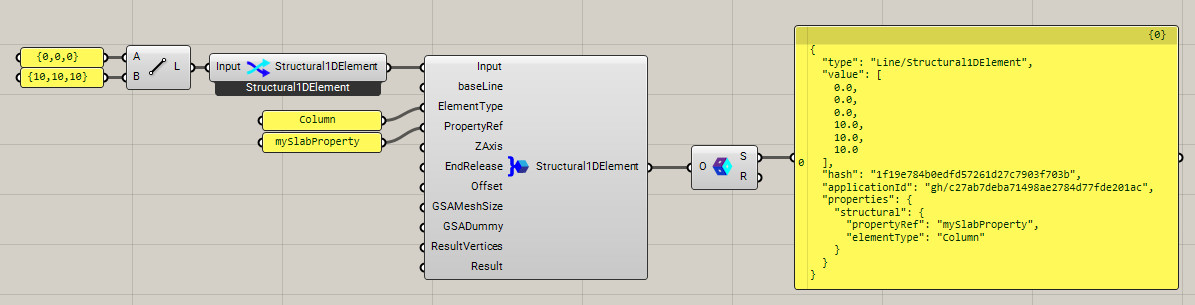 {0,0,0}
{10,10,10}
A
B
L
Input
Structural1DElement
Structural1DElement
Column
mySlabProperty
Input
baseLine
ElementType
PropertyRef
ZAxis
EndRelease
Offset
GSAMeshSize
GSADummy
ResultVertices
Result
Structural1DElement
O
S
R
{0}
0
{
"type": "Line/Structural1DElement",
"value": [
0.0,
0.0,
0.0,
10.0,
10.0,
10.0
],
"hash": "1f19e784b0edfd57261d27c7903f703b",
"applicationId": "gh/c27ab7deba71498ae2784d77fde201ac",
"properties": {
"structural": {
"propertyRef": "mySlabProperty",
"elementType": "Column"
}
}
}